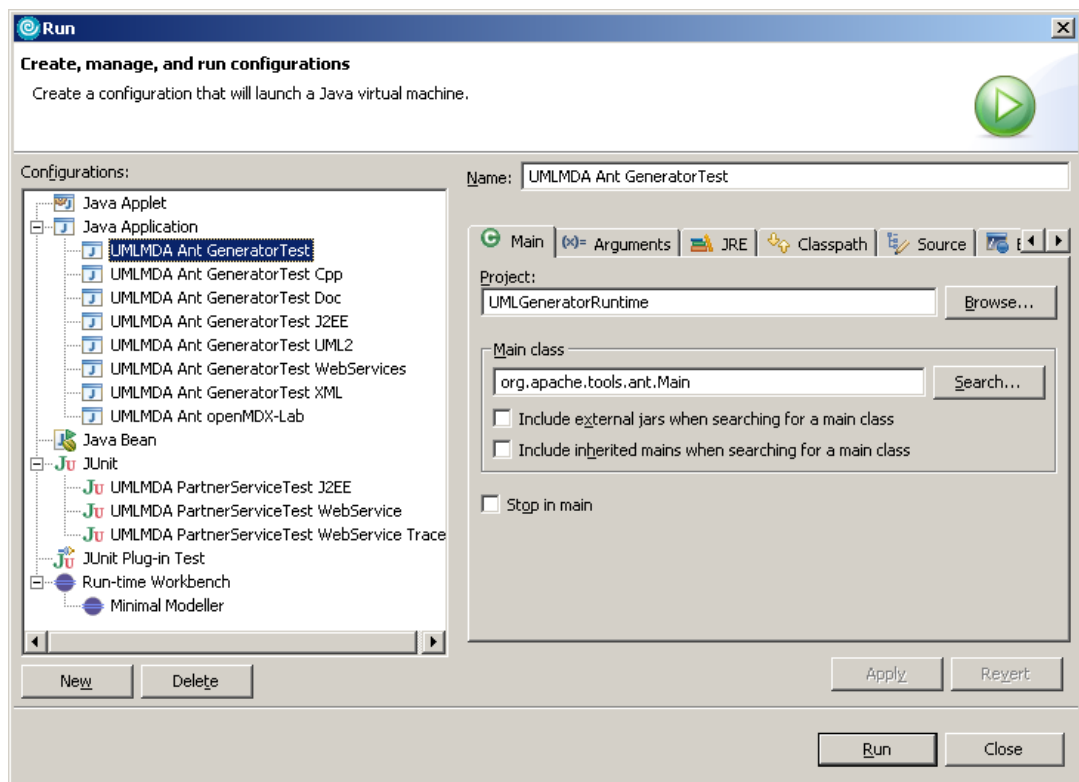 Run
Create, manage, and run configurations
Create a configuration that will launch a Java virtual machine.
Configurations:
Java Applet
Java Application
UMLMDA Ant GeneratorTest
UMLMDA Ant GeneratorTest Cpp
UMLMDA Ant GeneratorTest Doc
UMLMDA Ant GeneratorTest J2EE
UMLMDA Ant GeneratorTest UML2
UMLMDA Ant GeneratorTest WebServices
UMLMDA Ant GeneratorTest XML
UMLMDA Ant openMDX-Lab
Java Bean
JUnit
UMLMDA PartnerServiceTest J2EE
UMLMDA PartnerServiceTest WebService
UMLMDA PartnerServiceTest WebService Trace
JUnit Plug-in Test
Run-time Workbench
Minimal Modeller
New Delete
Name: UMLMDA Ant GeneratorTest
Main (x)= Arguments JRE Classpath Source
Project:
UMLGeneratorRuntime Browse...
Main class
org.apache.tools.ant.Main Search...
Include external jars when searching for a main class
Include inherited mains when searching for a main class
Stop in main
Apply Revert
Run Close